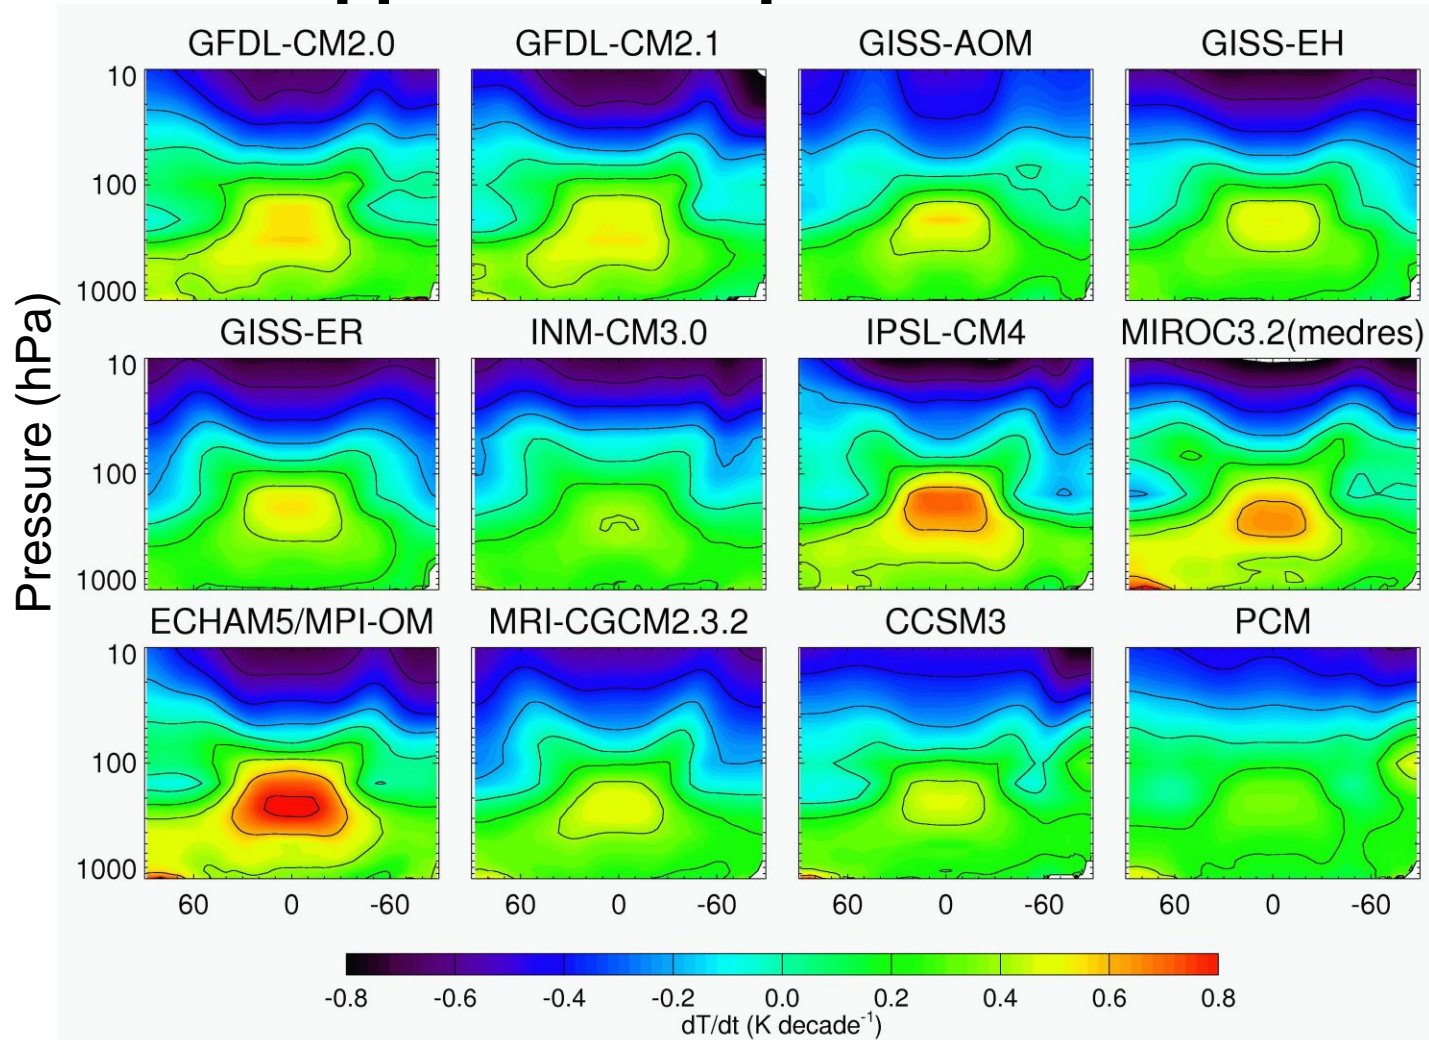 GFDL-CM2.0 GFDL-CM2.1 GISS-AOM GISS-EH
10
100
1000
Pressure (hPa)
GISS-ER INM-CM3.0 IPSL-CM4 MIROC3.2(medres)
10
100
1000
ECHAM5/MPI-OM MRI-CGCM2.3.2 CCSM3 PCM
10
100
1000
60 0 -60 60 0 -60 60 0 -60 60 0 -60
-0.8 -0.6 -0.4 -0.2 0.0 0.2 0.4 0.6 0.8
dT/dt (K decade⁻¹)